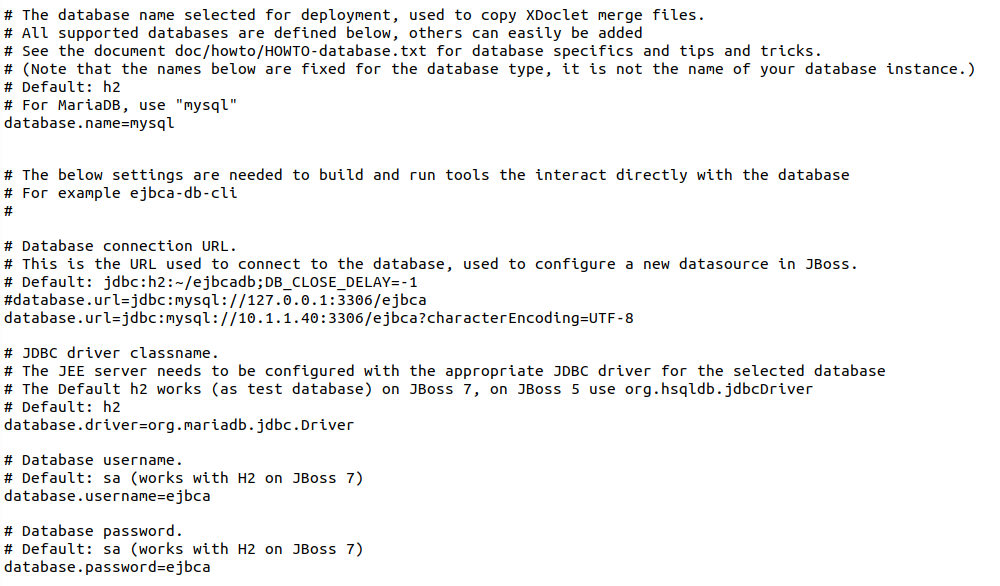 # The database name selected for deployment, used to copy XDoclet merge files.
# All supported databases are defined below, others can easily be added
# See the document doc/howto/HOWTO-database.txt for database specifics and tips and tricks.
# (Note that the names below are fixed for the database type, it is not the name of your database instance.)
# Default: h2
# For MariaDB, use "mysql"
database.name=mysql
# The below settings are needed to build and run tools the interact directly with the database
# For example ejbca-db-cli
#
# Database connection URL.
# This is the URL used to connect to the database, used to configure a new datasource in JBoss.
# Default: jdbc:h2:~/ejbcadb;DB_CLOSE_DELAY=-1
#database.url=jdbc:mysql://127.0.0.1:3306/ejbca
database.url=jdbc:mysql://10.1.1.40:3306/ejbca?characterEncoding=UTF-8
# JDBC driver classname.
# The JEE server needs to be configured with the appropriate JDBC driver for the selected database
# The Default h2 works (as test database) on JBoss 7, on JBoss 5 use org.hsqldb.jdbcDriver
# Default: h2
database.driver=org.mariadb.jdbc.Driver
# Database username.
# Default: sa (works with H2 on JBoss 7)
database.username=ejbca
# Database password.
# Default: sa (works with H2 on JBoss 7)
database.password=ejbca